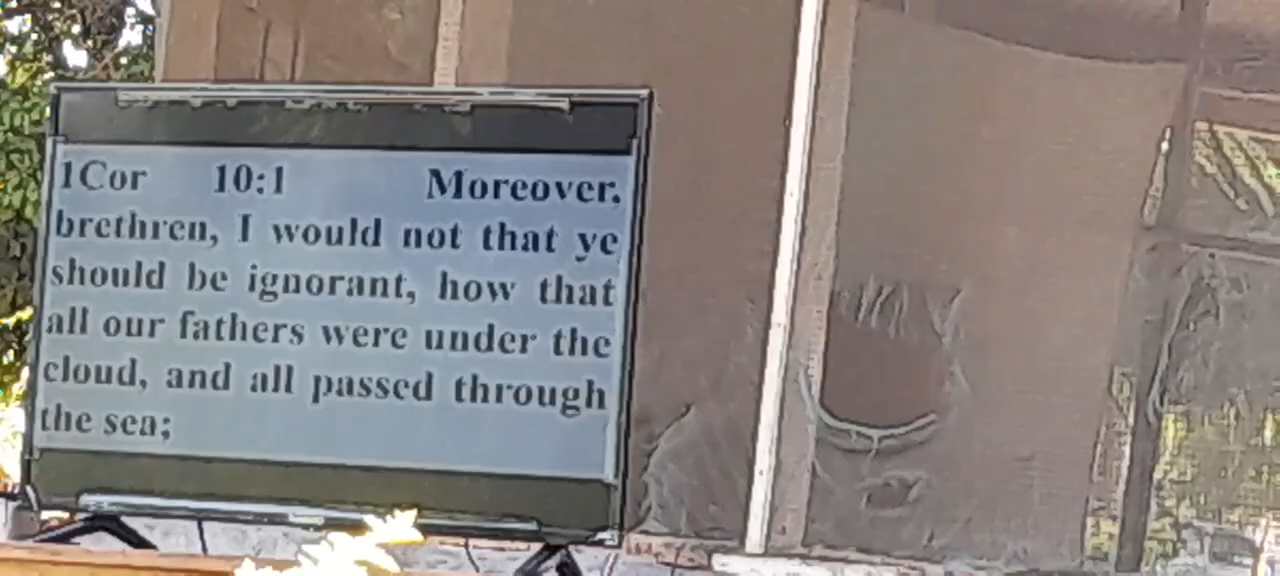 1Cor 10:1 Moreover,
brethren, I would not that ye
should be ignorant, how that
all our fathers were under the
cloud, and all passed through
the sea;